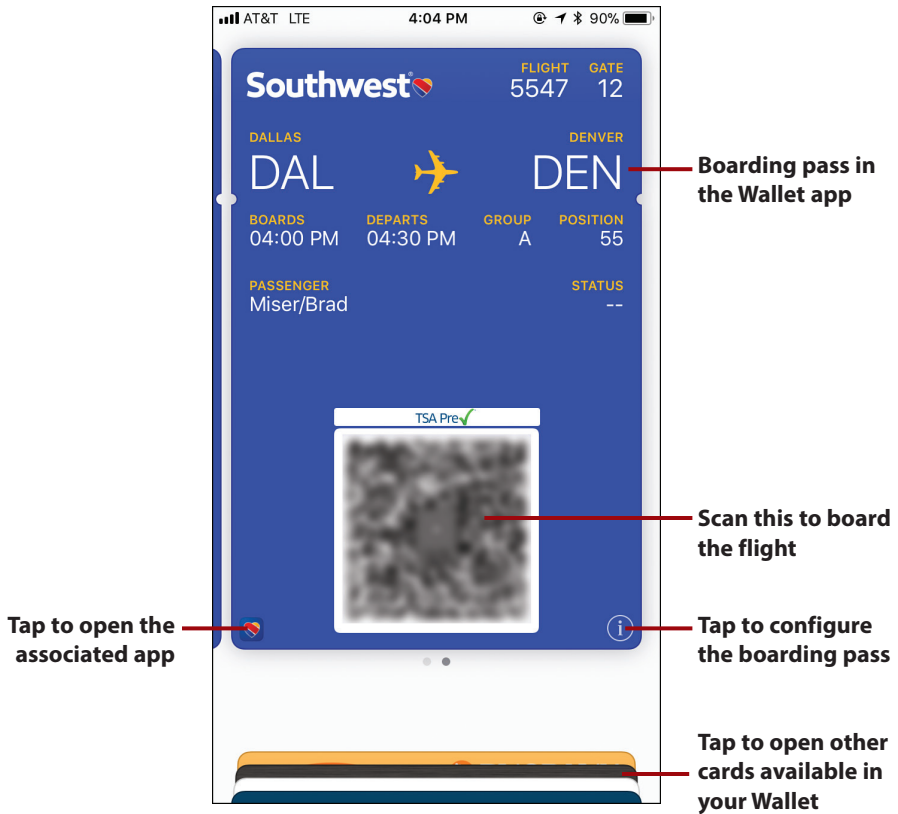 AT&T LTE 4:04 PM 90%
Southwest
FLIGHT GATE
5547 12
DALLAS DENVER
DAL DEN
Boarding pass in
the Wallet app
BOARDS DEPARTS GROUP POSITION
04:00 PM 04:30 PM A 55
PASSENGER STATUS
Miser/Brad --
TSA Pre
Scan this to board
the flight
Tap to open the
associated app
i
Tap to configure
the boarding pass
Tap to open other
cards available in
your Wallet